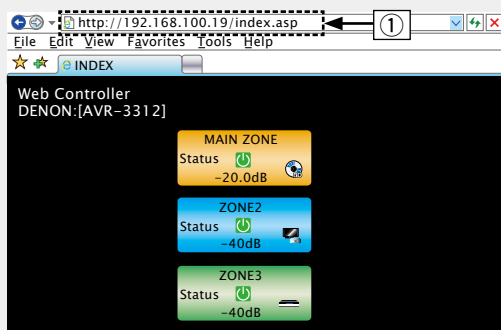 http://192.168.100.19/index.asp
①
File Edit View Favorites Tools Help
INDEX
Web Controller
DENON:[AVR-3312]
MAIN ZONE
Status
-20.0dB
ZONE2
Status
-40dB
ZONE3
Status
-40dB